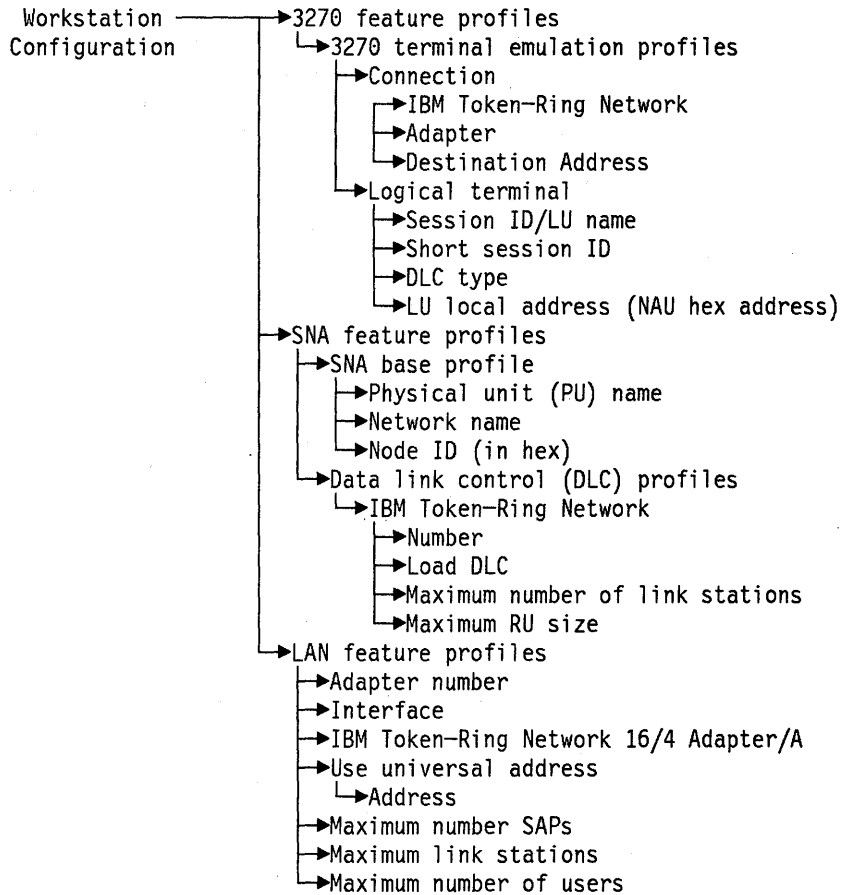 Workstation 3270 feature profiles
Configuration 3270 terminal emulation profiles
Connection
IBM Token-Ring Network
Adapter
Destination Address
Logical terminal
Session ID/LU name
Short session ID
DLC type
LU local address (NAU hex address)
SNA feature profiles
SNA base profile
Physical unit (PU) name
Network name
Node ID (in hex)
Data link control (DLC) profiles
IBM Token-Ring Network
Number
Load DLC
Maximum number of link stations
Maximum RU size
LAN feature profiles
Adapter number
Interface
IBM Token-Ring Network 16/4 Adapter/A
Use universal address
Address
Maximum number SAPs
Maximum link stations
Maximum number of users